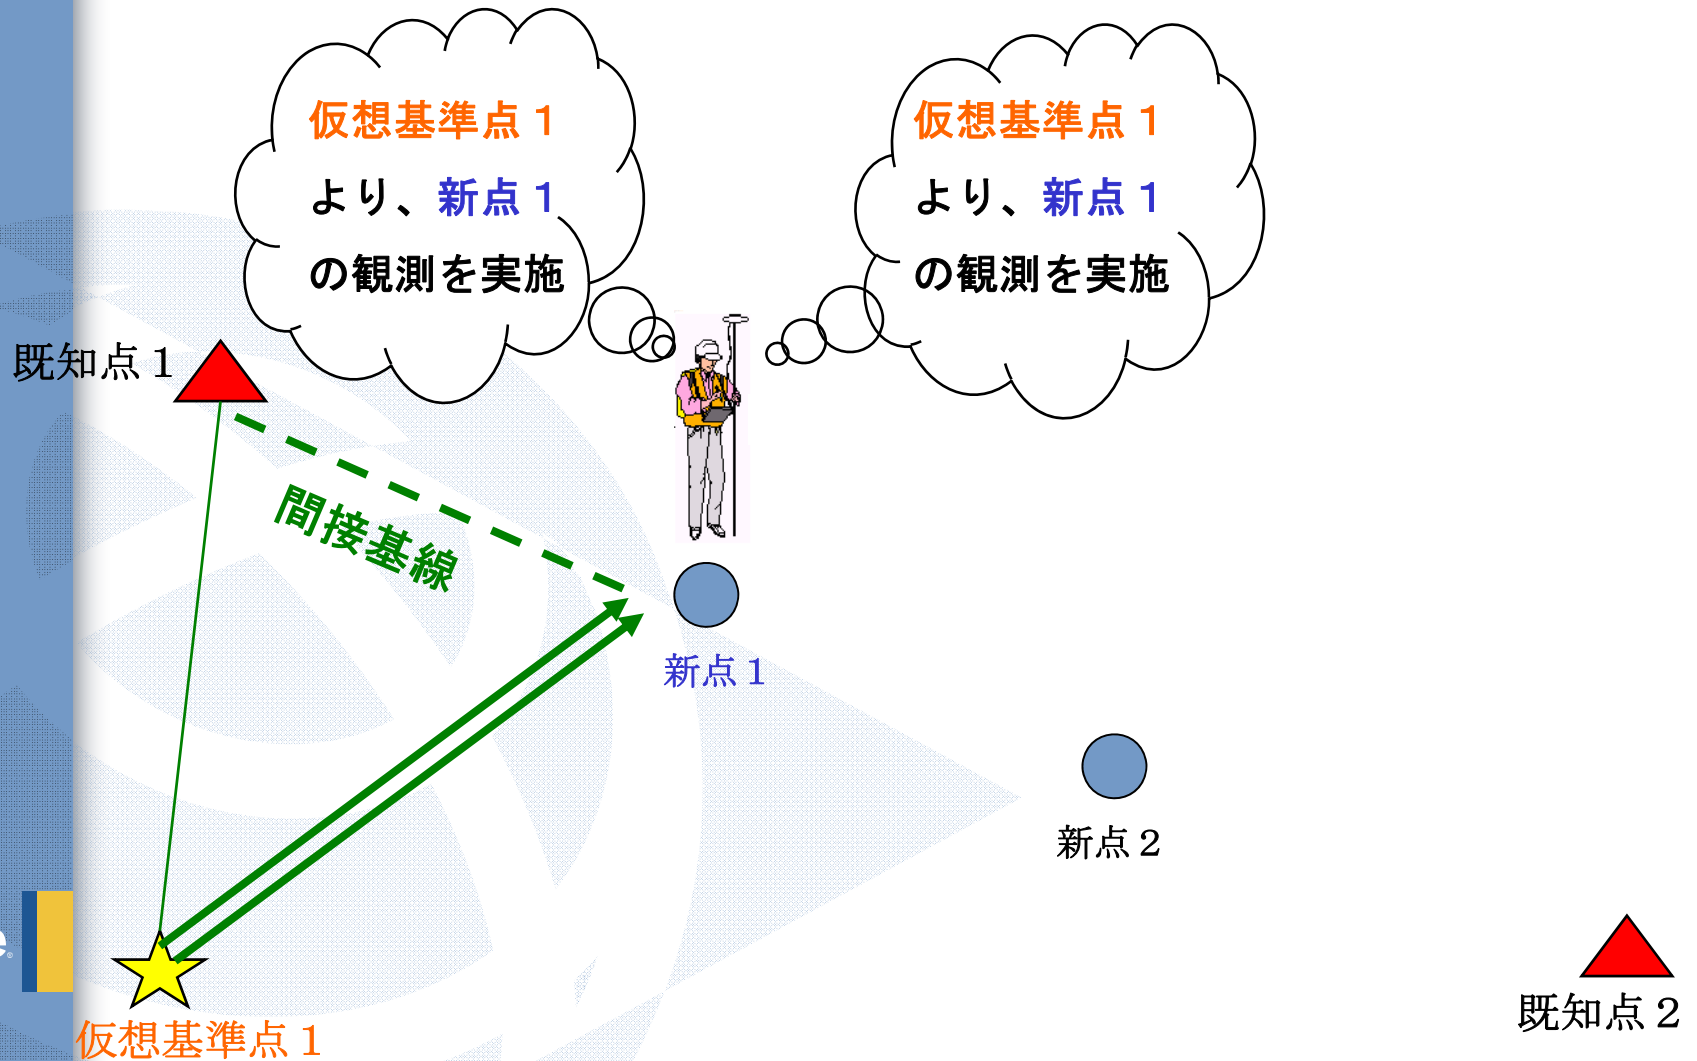 仮想基準点１
より、新点１
の観測を実施
仮想基準点１
より、新点１
の観測を実施
既知点１
間接基線
新点１
新点２
既知点２
仮想基準点１